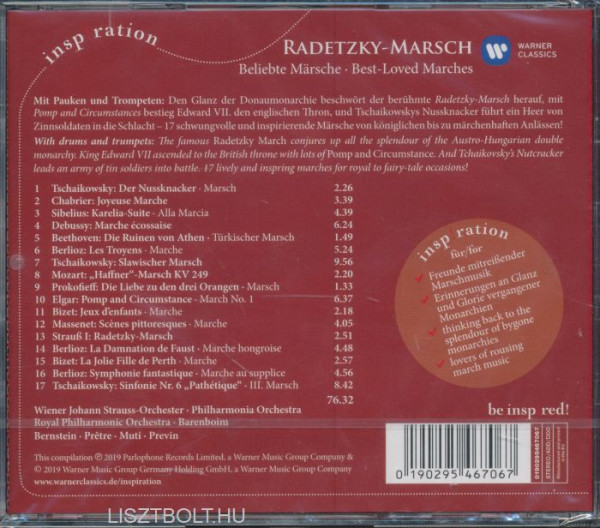 insp ration
RADETZKY-MARSCH
Beliebte Märsche · Best-Loved Marches
WARNER
CLASSICS
Mit Pauken und Trompeten: Den Glanz der Donaumonarchie beschwört der berühmte Radetzky-Marsch herauf, mit
Pomp and Circumstances bestieg Edward VII. den englischen Thron, und Tschaikowskys Nussknacker führt ein Heer von
Zinnsoldaten in die Schlacht – 17 schwungvolle und inspirierende Märsche von königlichen bis zu märchenhaften Anlässen!
With drums and trumpets: The famous Radetzky March conjures up all the splendour of the Austro-Hungarian double
monarchy. King Edward VII ascended to the British throne with lots of Pomp and Circumstance. And Tchaikovsky's Nutcracker
leads an army of tin soldiers into battle. 17 lively and inspring marches for royal to fairy-tale occasions!
1 Tschaikowsky: Der Nussknacker · Marsch 2.26
2 Chabrier: Joyeuse Marche 3.39
3 Sibelius: Karelia-Suite · Alla Marcia 4.39
4 Debussy: Marche écossaise 6.24
5 Beethoven: Die Ruinen von Athen · Türkischer Marsch 1.49
6 Berlioz: Les Troyens · Marche 5.24
7 Tschaikowsky: Slawischer Marsch 9.56
8 Mozart: „Haffner"-Marsch KV 249 2.20
9 Prokofieff: Die Liebe zu den drei Orangen · Marsch 1.33
10 Elgar: Pomp and Circumstance · March No. 1 6.37
11 Bizet: Jeux d'enfants · Marche 2.18
12 Massenet: Scènes pittoresques · Marche 4.05
13 Strauß I: Radetzky-Marsch 2.51
14 Berlioz: La Damnation de Faust · Marche hongroise 4.48
15 Bizet: La Jolie Fille de Perth · Marche 2.57
16 Berlioz: Symphonie fantastique · Marche au supplice 4.56
17 Tschaikowsky: Sinfonie Nr. 6 „Pathétique" · III. Marsch 8.42
76.32
insp ration
für/for
Freunde mitreißender
Marschmusik
Erinnerungen an Glanz
und Glorie vergangener
Monarchien
thinking back to the
splendour of bygone
monarchies
lovers of rousing
march music
Wiener Johann Strauss-Orchester · Philharmonia Orchestra
Royal Philharmonic Orchestra · Barenboim
Bernstein · Prêtre · Muti · Previn
be insp red!
This compilation ℗ 2019 Parlophone Records Limited, a Warner Music Group Company &
© 2019 Warner Music Group Germany Holding GmbH, a Warner Music Group Company.
www.warnerclassics.de/inspiration
0 190295 467067
0190295467067
STEREO/ADD/DDD
LISZTBOLT.HU